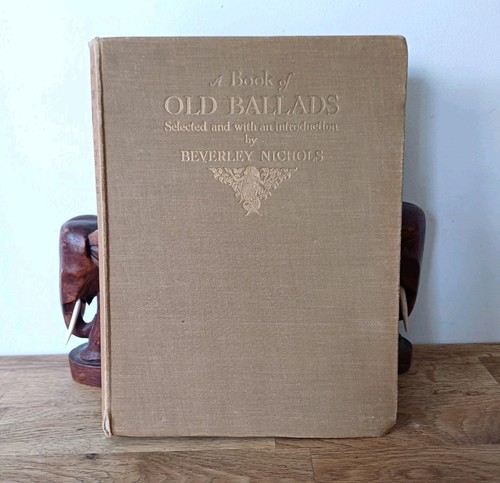 A Book of
OLD BALLADS
Selected and with an introduction
by
BEVERLEY NICHOLS